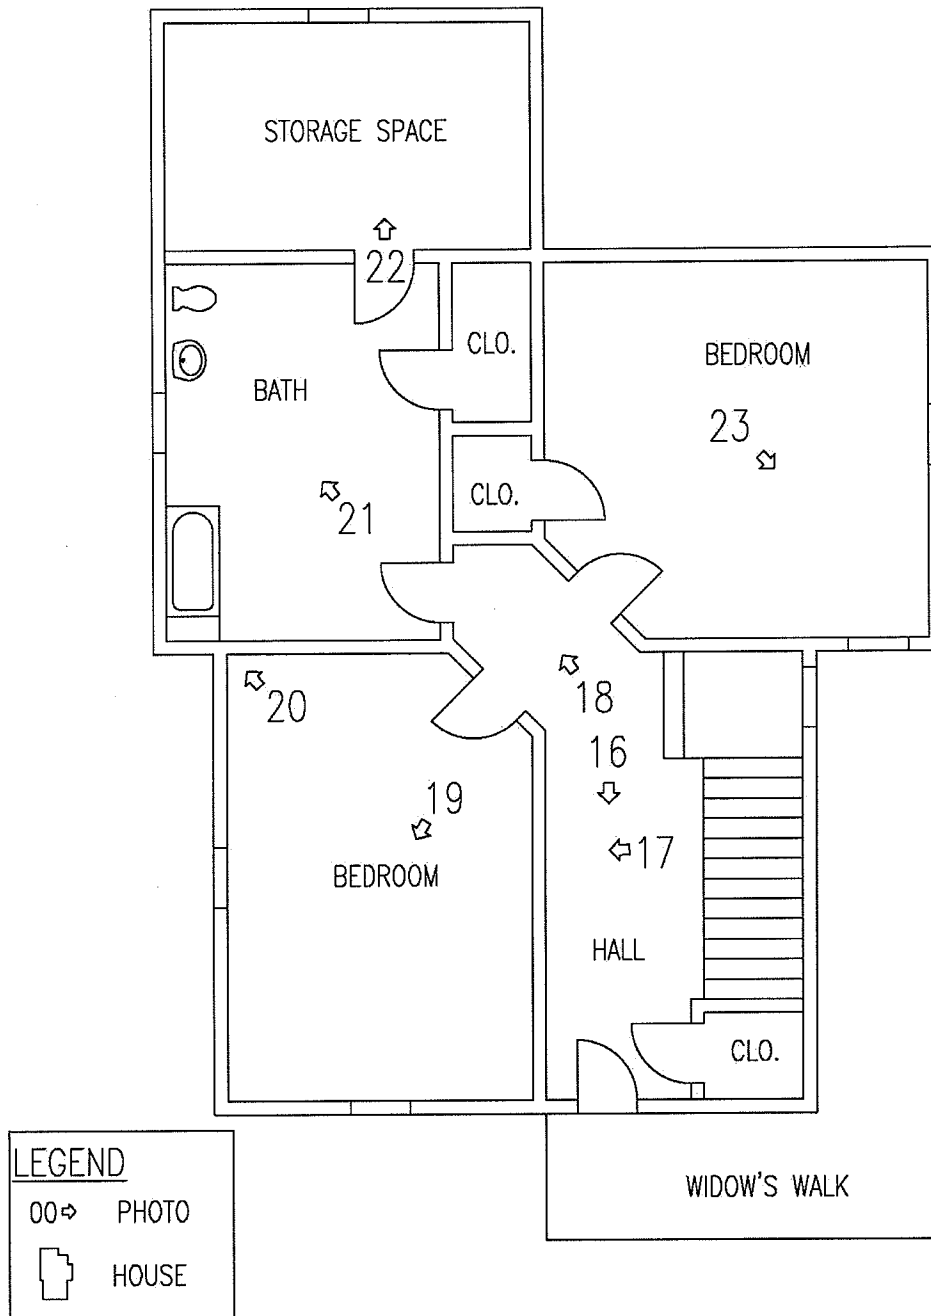 STORAGE SPACE
22
CLO.
BEDROOM
BATH
23
CLO.
21
20
18
16
19
17
BEDROOM
HALL
CLO.
WIDOW'S WALK
LEGEND
00 PHOTO
HOUSE